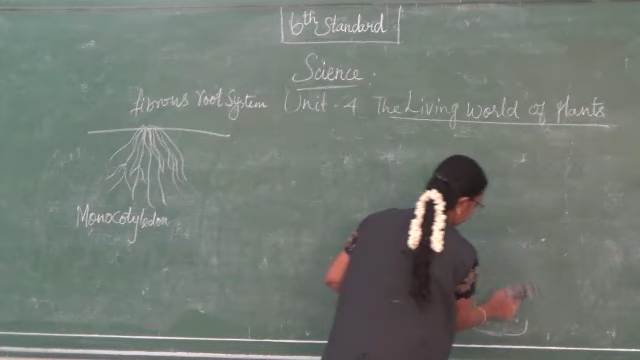 6th Standard
Science.
fibrous root System Unit - 4 The Living World of Plants
Monocotyledon